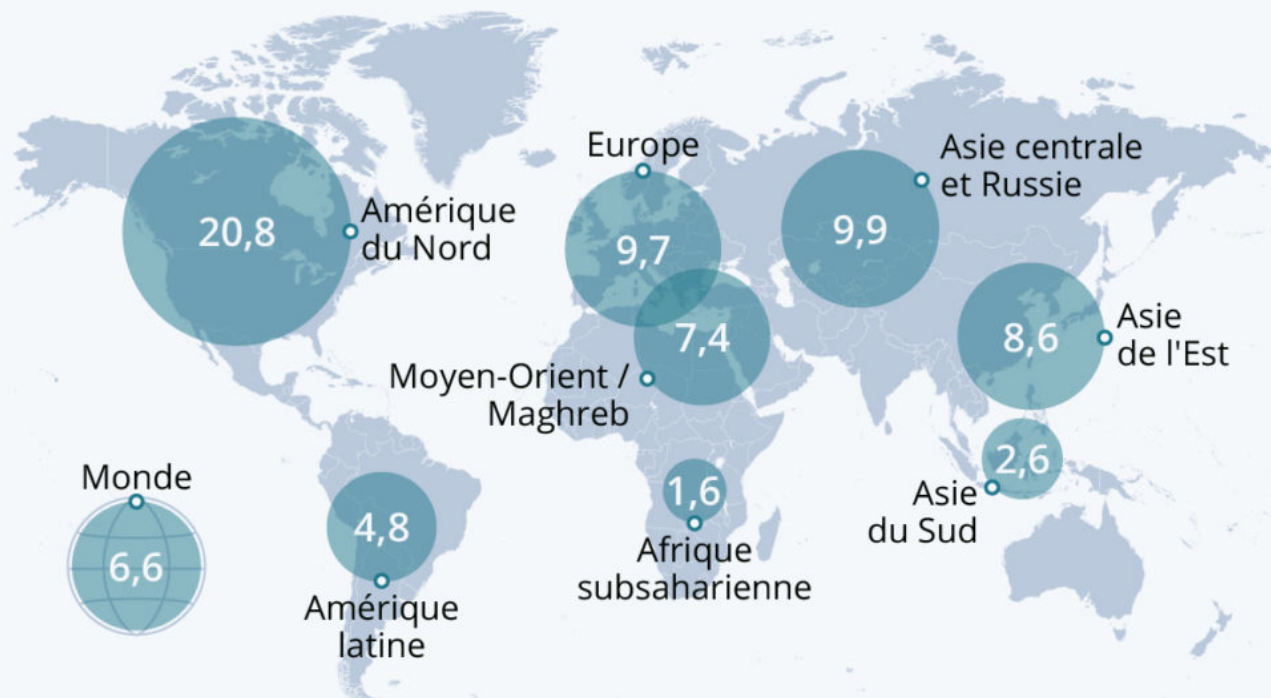 Europe
Asie centrale
et Russie
20,8
Amérique
du Nord
9,7
9,9
7,4
8,6
Asie
de l'Est
Moyen-Orient /
Maghreb
Monde
6,6
4,8
Amérique
latine
1,6
Afrique
subsaharienne
2,6
Asie
du Sud